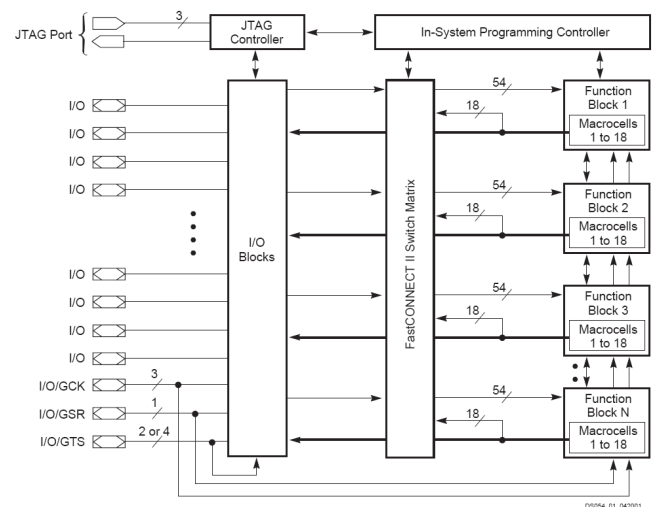 JTAG Port
3
JTAG
Controller
In-System Programming Controller
I/O
I/O
I/O
I/O
I/O
I/O
I/O
I/O
I/O/GCK
3
I/O/GSR
1
I/O/GTS
2 or 4
I/O
Blocks
FastCONNECT II Switch Matrix
54
18
Function
Block 1
Macrocells
1 to 18
54
18
Function
Block 2
Macrocells
1 to 18
54
18
Function
Block 3
Macrocells
1 to 18
54
18
Function
Block N
Macrocells
1 to 18
DS054_01_042001